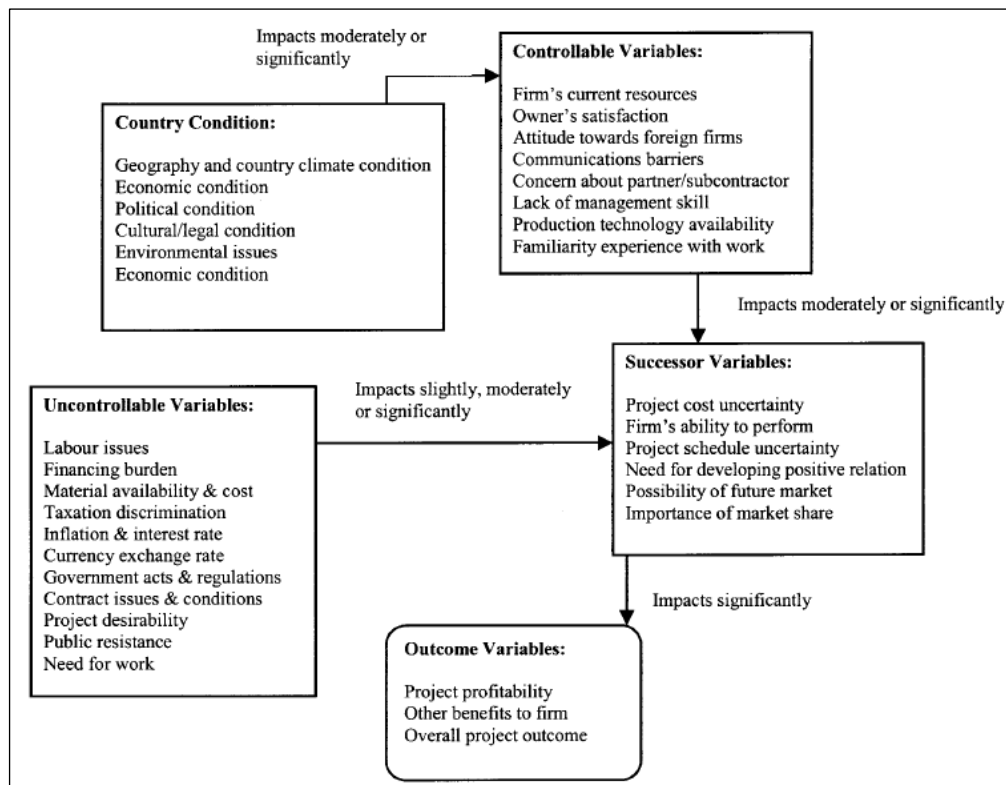 Impacts moderately or
significantly
Controllable Variables:
Firm's current resources
Owner's satisfaction
Attitude towards foreign firms
Communications barriers
Concern about partner/subcontractor
Lack of management skill
Production technology availability
Familiarity experience with work
Country Condition:
Geography and country climate condition
Economic condition
Political condition
Cultural/legal condition
Environmental issues
Economic condition
Impacts moderately or significantly
Successor Variables:
Project cost uncertainty
Firm's ability to perform
Project schedule uncertainty
Need for developing positive relation
Possibility of future market
Importance of market share
Impacts slightly, moderately
or significantly
Uncontrollable Variables:
Labour issues
Financing burden
Material availability & cost
Taxation discrimination
Inflation & interest rate
Currency exchange rate
Government acts & regulations
Contract issues & conditions
Project desirability
Public resistance
Need for work
Impacts significantly
Outcome Variables:
Project profitability
Other benefits to firm
Overall project outcome